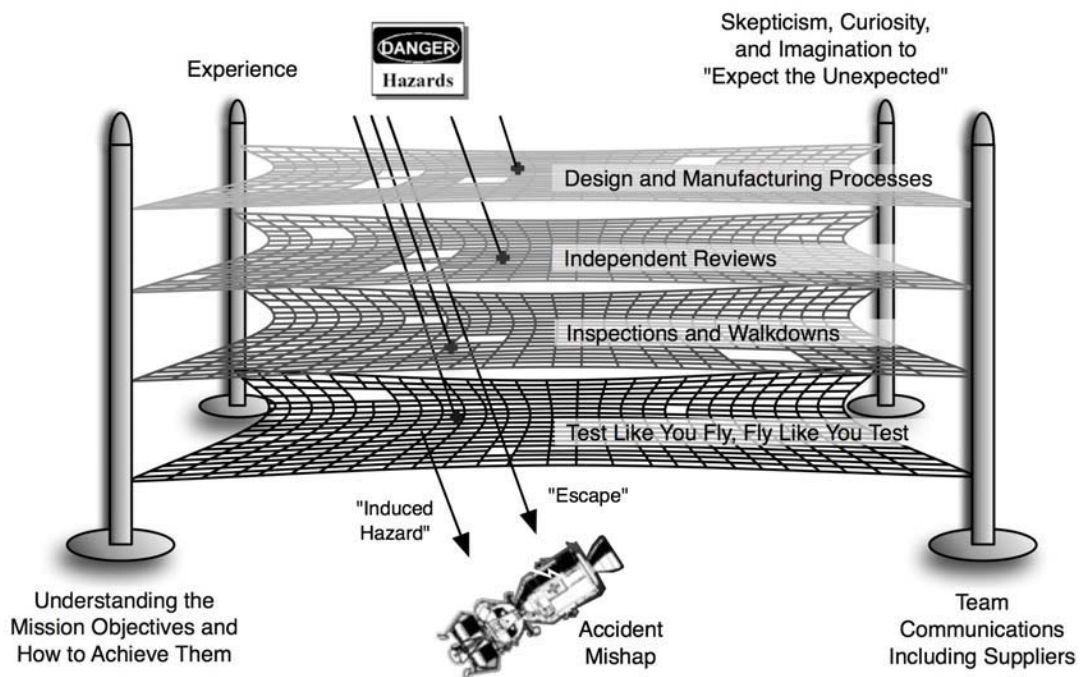 Skepticism, Curiosity,
and Imagination to
"Expect the Unexpected"
DANGER
Hazards
Experience
Design and Manufacturing Processes
Independent Reviews
Inspections and Walkdowns
Test Like You Fly, Fly Like You Test
"Induced
Hazard"
"Escape"
Understanding the
Mission Objectives and
How to Achieve Them
Accident
Mishap
Team
Communications
Including Suppliers